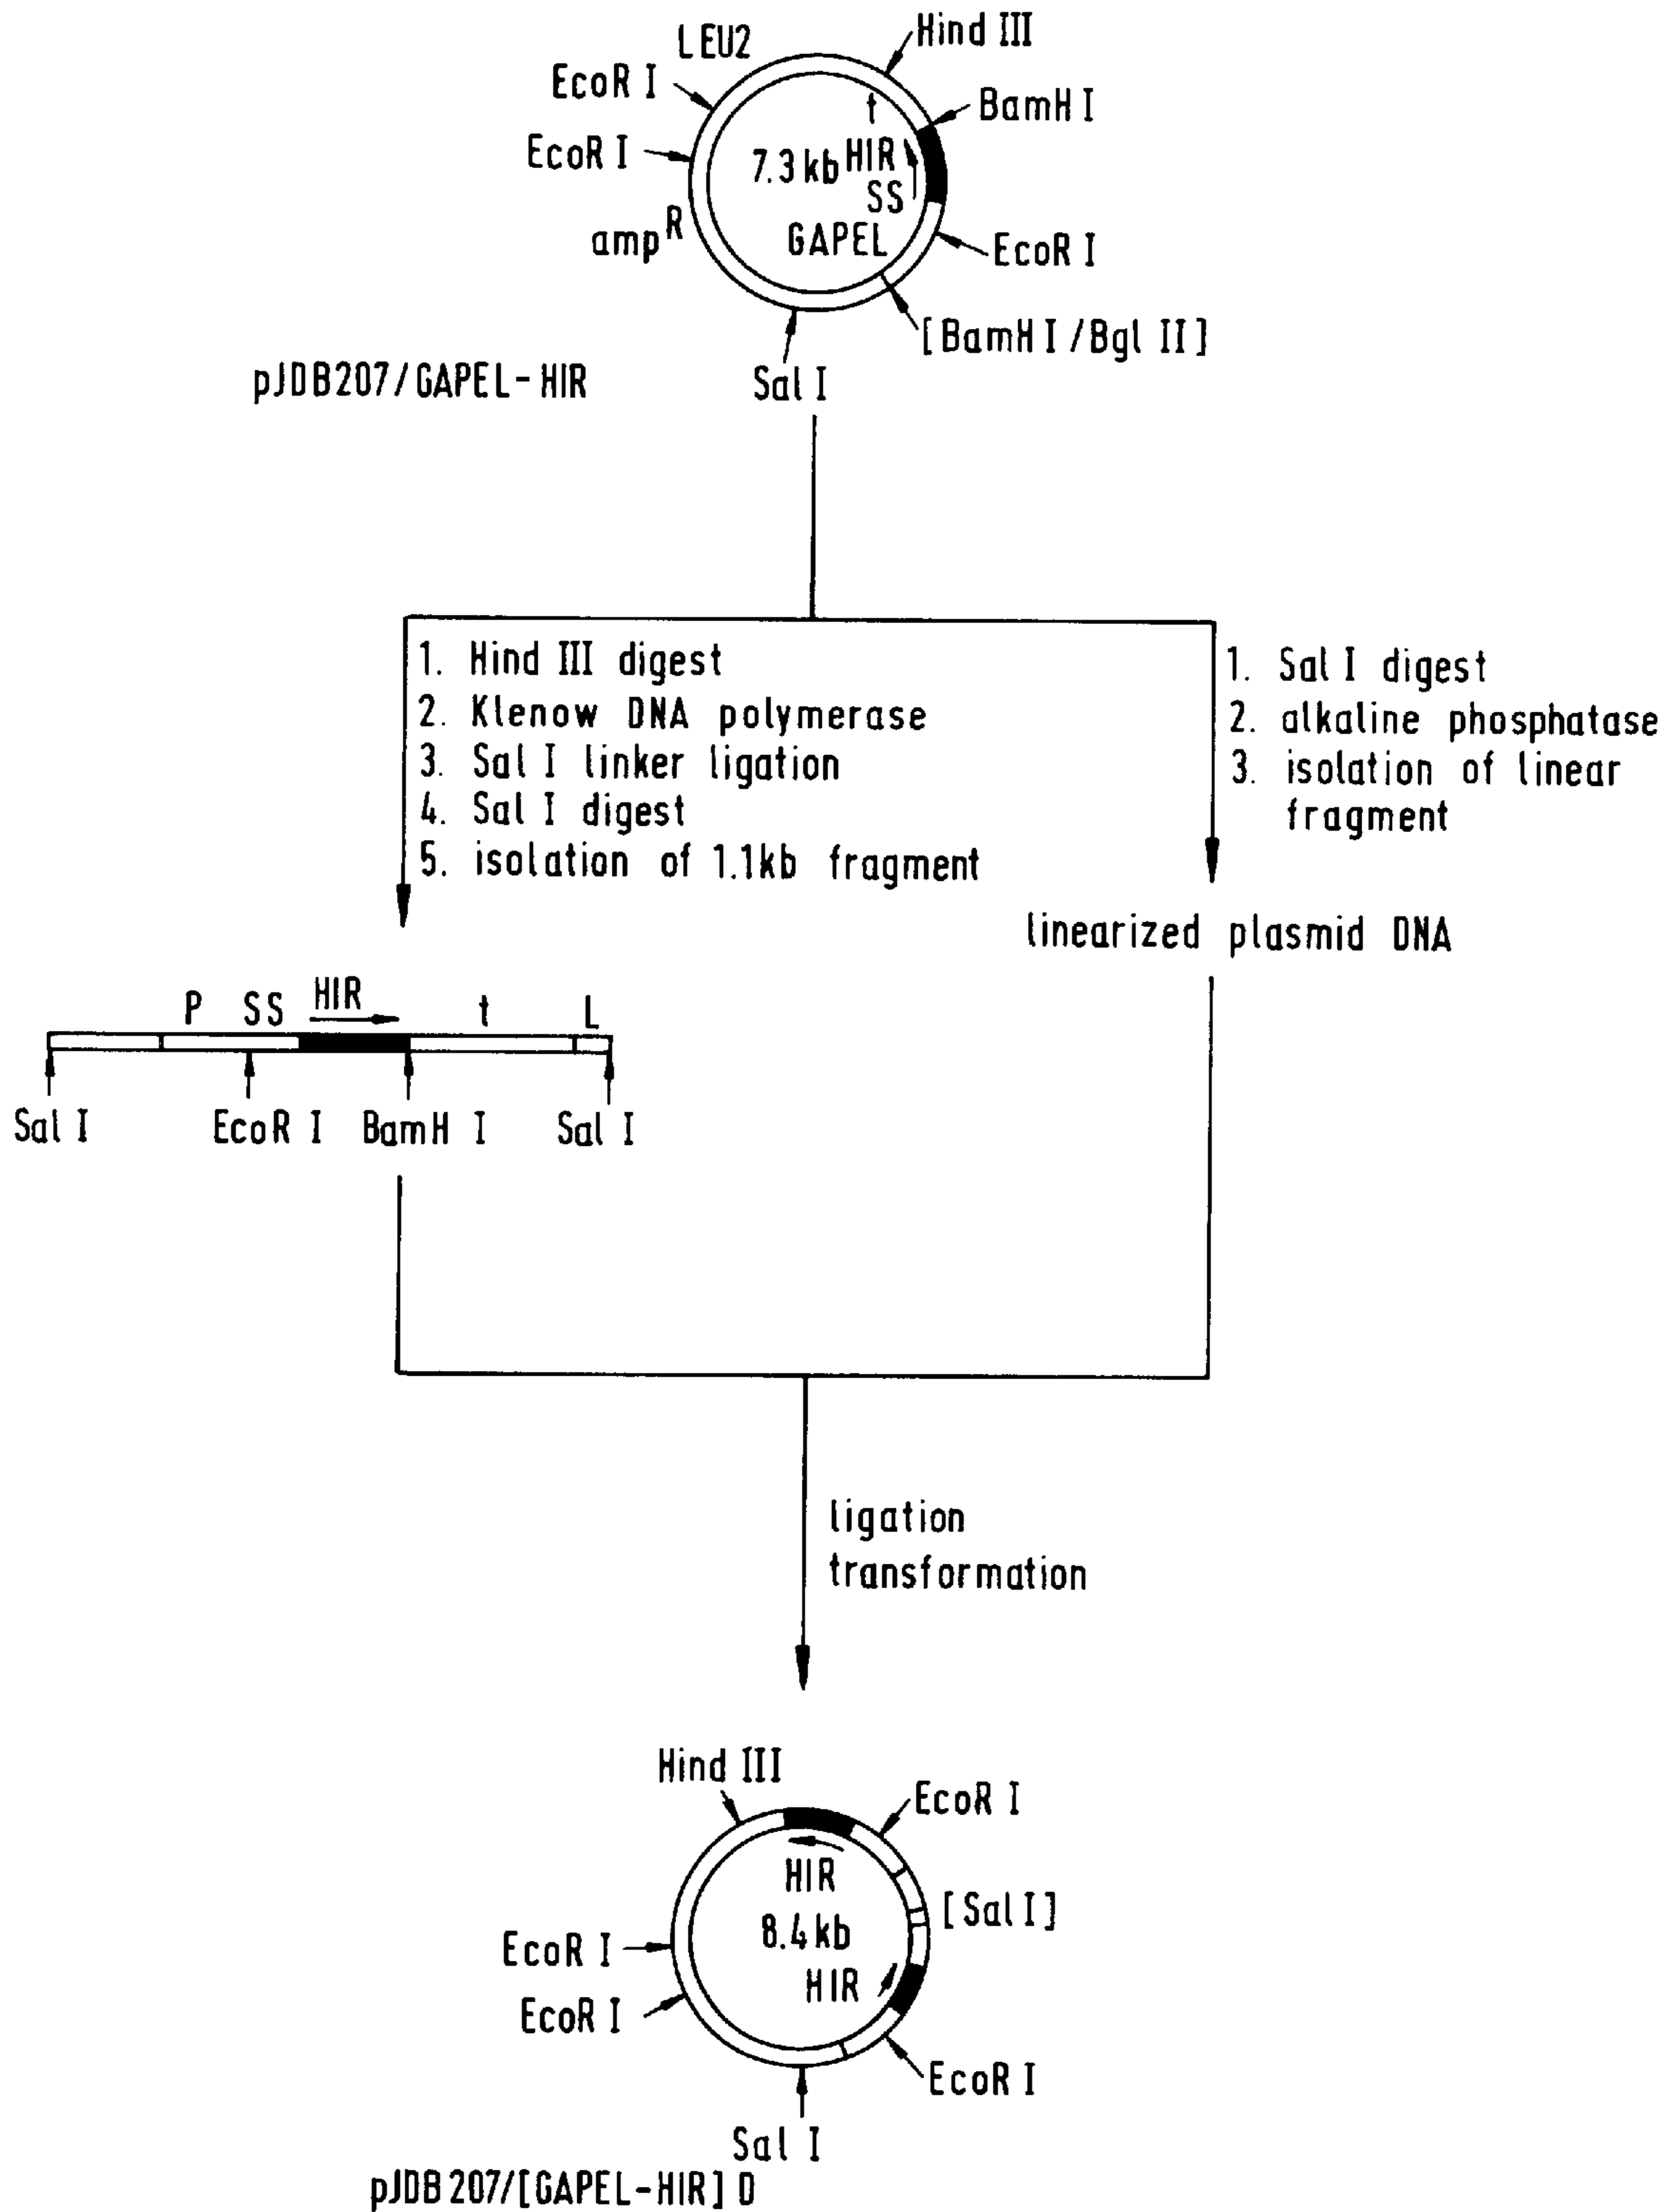 LEU2
Hind III
EcoR I
BamH I
EcoR I
t
7.3 kb
HIR
SS
amp^R
GAPEL
EcoR I
[BamH I /Bgl II]
pJDB207/GAPEL-HIR
Sal I
1. Hind III digest
2. Klenow DNA polymerase
3. Sal I linker ligation
4. Sal I digest
5. isolation of 1.1kb fragment
1. Sal I digest
2. alkaline phosphatase
3. isolation of linear
fragment
linearized plasmid DNA
P SS HIR t L
Sal I EcoR I BamH I Sal I
ligation
transformation
Hind III
EcoR I
HIR
[Sal I]
8.4 kb
EcoR I
HIR
EcoR I
EcoR I
Sal I
pJDB207/[GAPEL-HIR] D